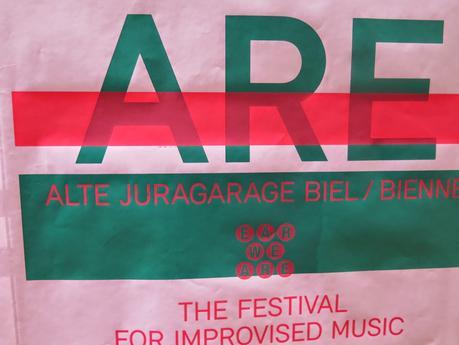 ARE
ALTE JURAGARAGE BIEL / BIENNE
EAR
WE
ARE
THE FESTIVAL
FOR IMPROVISED MUSIC